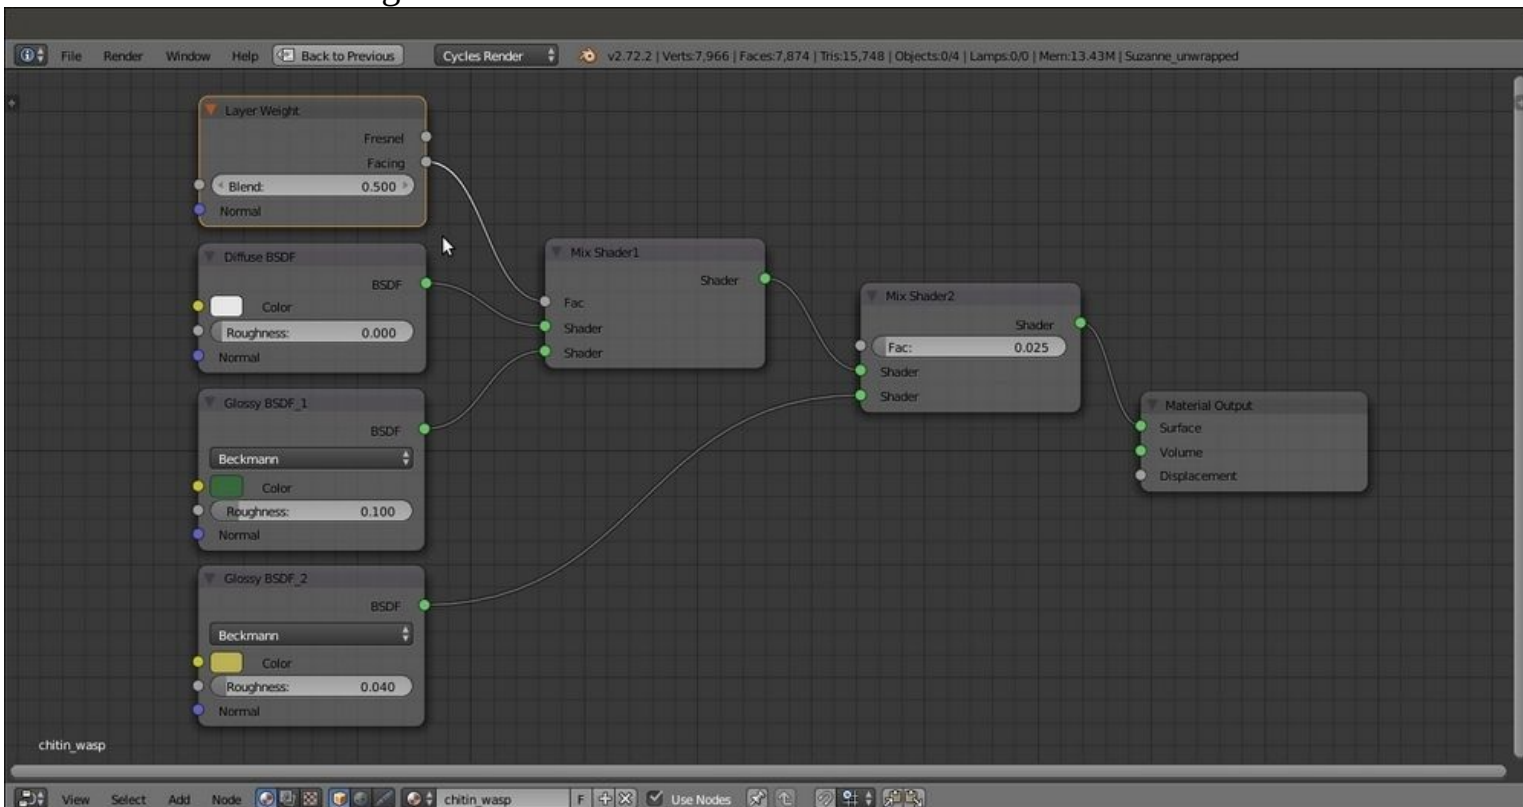 File Render Window Help Back to Previous Cycles Render v2.72.2 | Verts:7,966 | Faces:7,874 | Tris:15,748 | Objects:0/4 | Lamps:0/0 | Mem:13.43M | Suzanne_unwrapped
Layer Weight
Fresnel
Facing
Blend: 0.500
Normal
Diffuse BSDF
BSDF
Color
Roughness: 0.000
Normal
Glossy BSDF_1
BSDF
Beckmann
Color
Roughness: 0.100
Normal
Glossy BSDF_2
BSDF
Beckmann
Color
Roughness: 0.040
Normal
Mix Shader1
Shader
Fac
Shader
Shader
Mix Shader2
Shader
Fac: 0.025
Shader
Shader
Material Output
Surface
Volume
Displacement
chitin_wasp
View Select Add Node chitin_wasp F Use Nodes